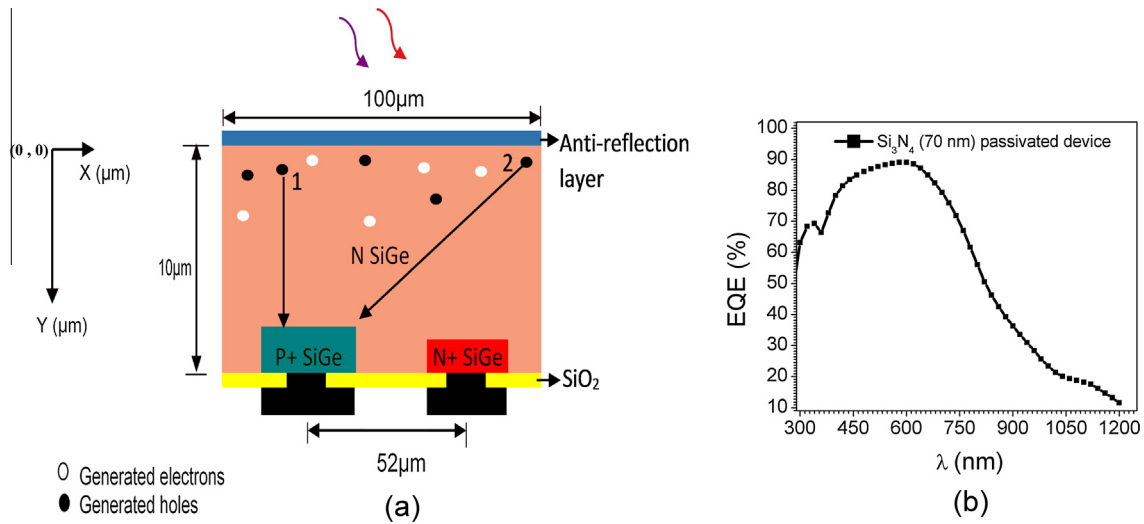 100μm
(0 , 0)
X (μm)
Y (μm)
Anti-reflection
layer
1
2
N SiGe
10μm
P+ SiGe
N+ SiGe
SiO₂
52μm
Generated electrons
Generated holes
(a)
Si₃N₄ (70 nm) passivated device
EQE (%)
100
90
80
70
60
50
40
30
20
10
300 450 600 750 900 1050 1200
λ (nm)
(b)